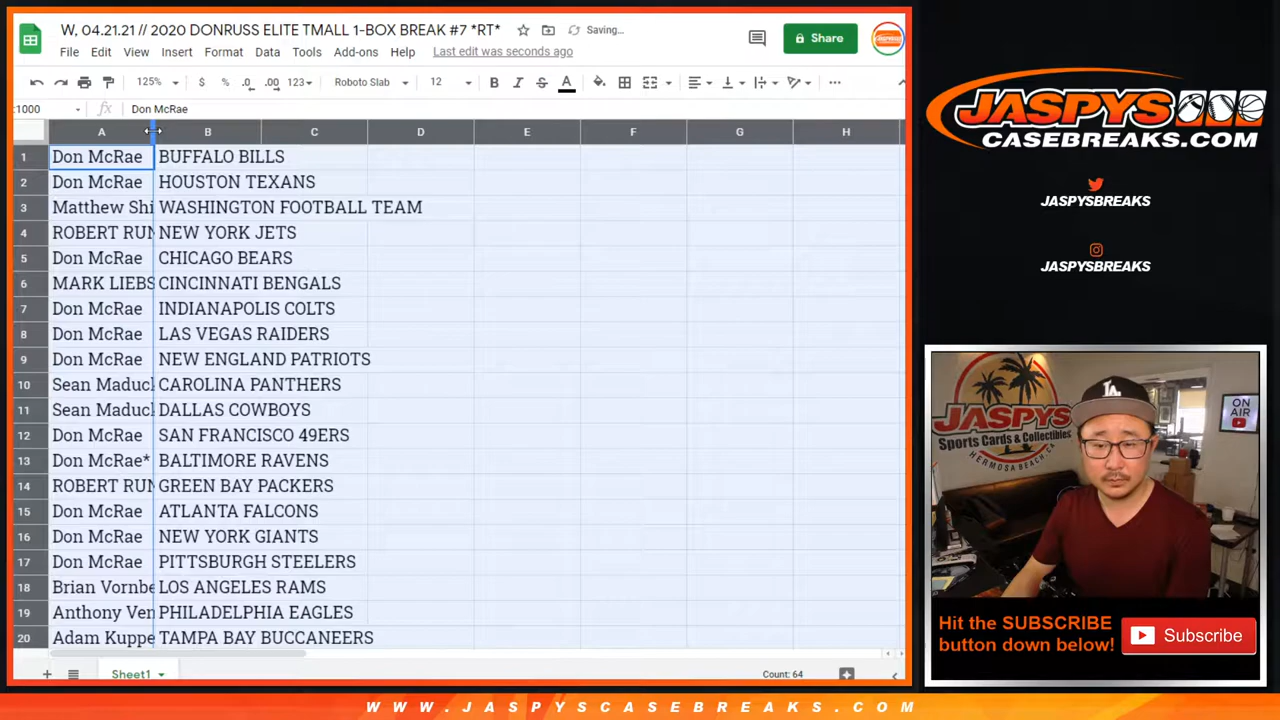 W, 04.21.21 // 2020 DONRUSS ELITE TMALL 1-BOX BREAK #7 *RT*
Saving...
File Edit View Insert Format Data Tools Add-ons Help Last edit was seconds ago
Share
125% $ % .0 .00 123 Roboto Slab 12 B I S A
:1000 fx Don McRae
A B C D E F G H
1 Don McRae BUFFALO BILLS
2 Don McRae HOUSTON TEXANS
3 Matthew Shi WASHINGTON FOOTBALL TEAM
4 ROBERT RUN NEW YORK JETS
5 Don McRae CHICAGO BEARS
6 MARK LIEBS CINCINNATI BENGALS
7 Don McRae INDIANAPOLIS COLTS
8 Don McRae LAS VEGAS RAIDERS
9 Don McRae NEW ENGLAND PATRIOTS
10 Sean Maducl CAROLINA PANTHERS
11 Sean Maducl DALLAS COWBOYS
12 Don McRae SAN FRANCISCO 49ERS
13 Don McRae* BALTIMORE RAVENS
14 ROBERT RUN GREEN BAY PACKERS
15 Don McRae ATLANTA FALCONS
16 Don McRae NEW YORK GIANTS
17 Don McRae PITTSBURGH STEELERS
18 Brian Vornbe LOS ANGELES RAMS
19 Anthony Ven PHILADELPHIA EAGLES
20 Adam Kuppe TAMPA BAY BUCCANEERS
Sheet1
Count: 64
JASPYS
CASEBREAKS.COM
JASPYSBREAKS
JASPYSBREAKS
JASPYS
Sports Cards & Collectibles
HERMOSA BEACH, CA
LA
ON
AIR
Hit the SUBSCRIBE
button down below!
Subscribe
WWW.JASPYSCASEBREAKS.COM